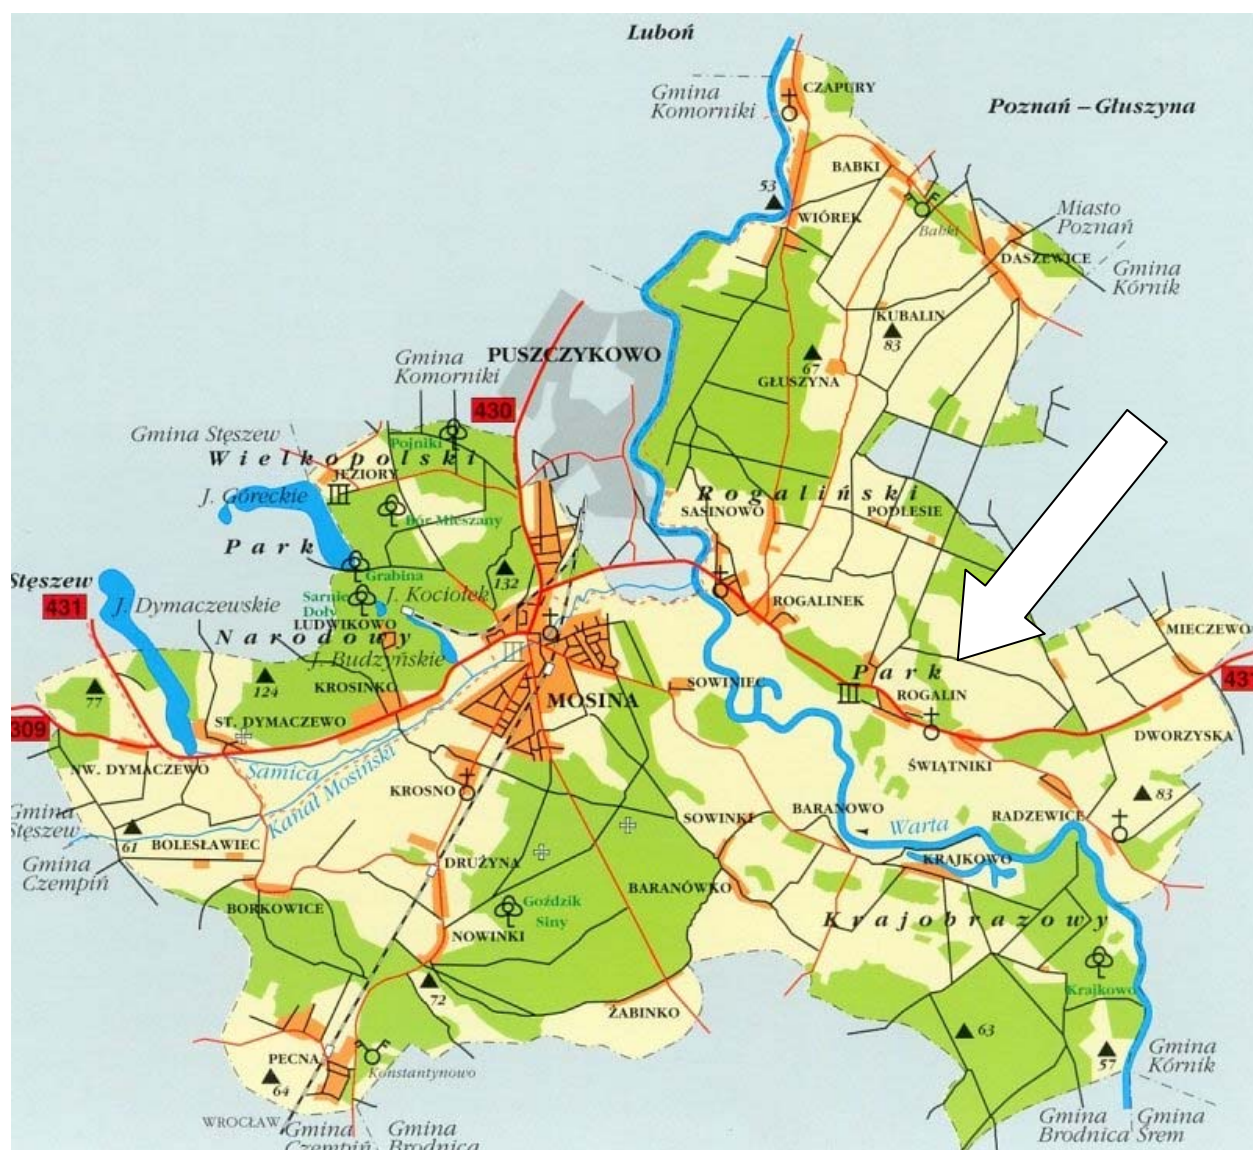 Luboń
Gmina
Komorniki
CZAPURY
Poznań – Głuszyna
BABKI
53
WIÓREK
Babki
Miasto
Poznań
DASZEWICE
Gmina
Kórnik
KUBALIN
83
PUSZCZYKOWO
67
GŁUSZYNA
Gmina
Komorniki
430
Gmina Stęszew
Pojniki
Wielkopolski
JEZIORY
J. Góreckie
Bór Mieszany
Rogaliński
SASINOWO
PODLESIE
Park
Grabina
132
Stęszew
431
J. Dymaczewskie
Sarnie
Doły
J. Kociołek
LUDWIKOWO
ROGALINEK
Narodowy
MIECZEWO
J. Budzyńskie
124
77
KROSINKO
Park
SOWINIEC
ROGALIN
431
MOSINA
309
ST. DYMACZEWO
DWORZYSKA
NW. DYMACZEWO
Samica
Kanał Mosiński
ŚWIĄTNIKI
KROSNO
83
Gmina
Stęszew
61
BOLESŁAWIEC
SOWINKI
BARANOWO
Warta
RADZEWICE
Gmina
Czempiń
DRUŻYNA
KRAJKOWO
BARANÓWKO
BORKOWICE
Goździk
Siny
Krajobrazowy
NOWINKI
72
Krajkowo
ŻABINKO
63
PECNA
64
Konstantynowo
57
Gmina
Kórnik
WROCŁAW
Gmina
Czempiń
Gmina
Brodnica
Gmina
Brodnica
Gmina
Śrem